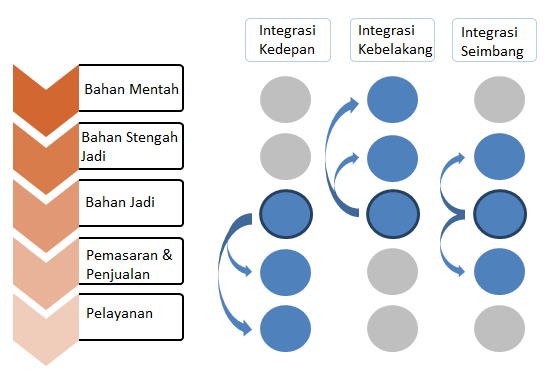 Integrasi
Kedepan
Integrasi
Kebelakang
Integrasi
Seimbang
Bahan Mentah
Bahan Stengah
Jadi
Bahan Jadi
Pemasaran &
Penjualan
Pelayanan